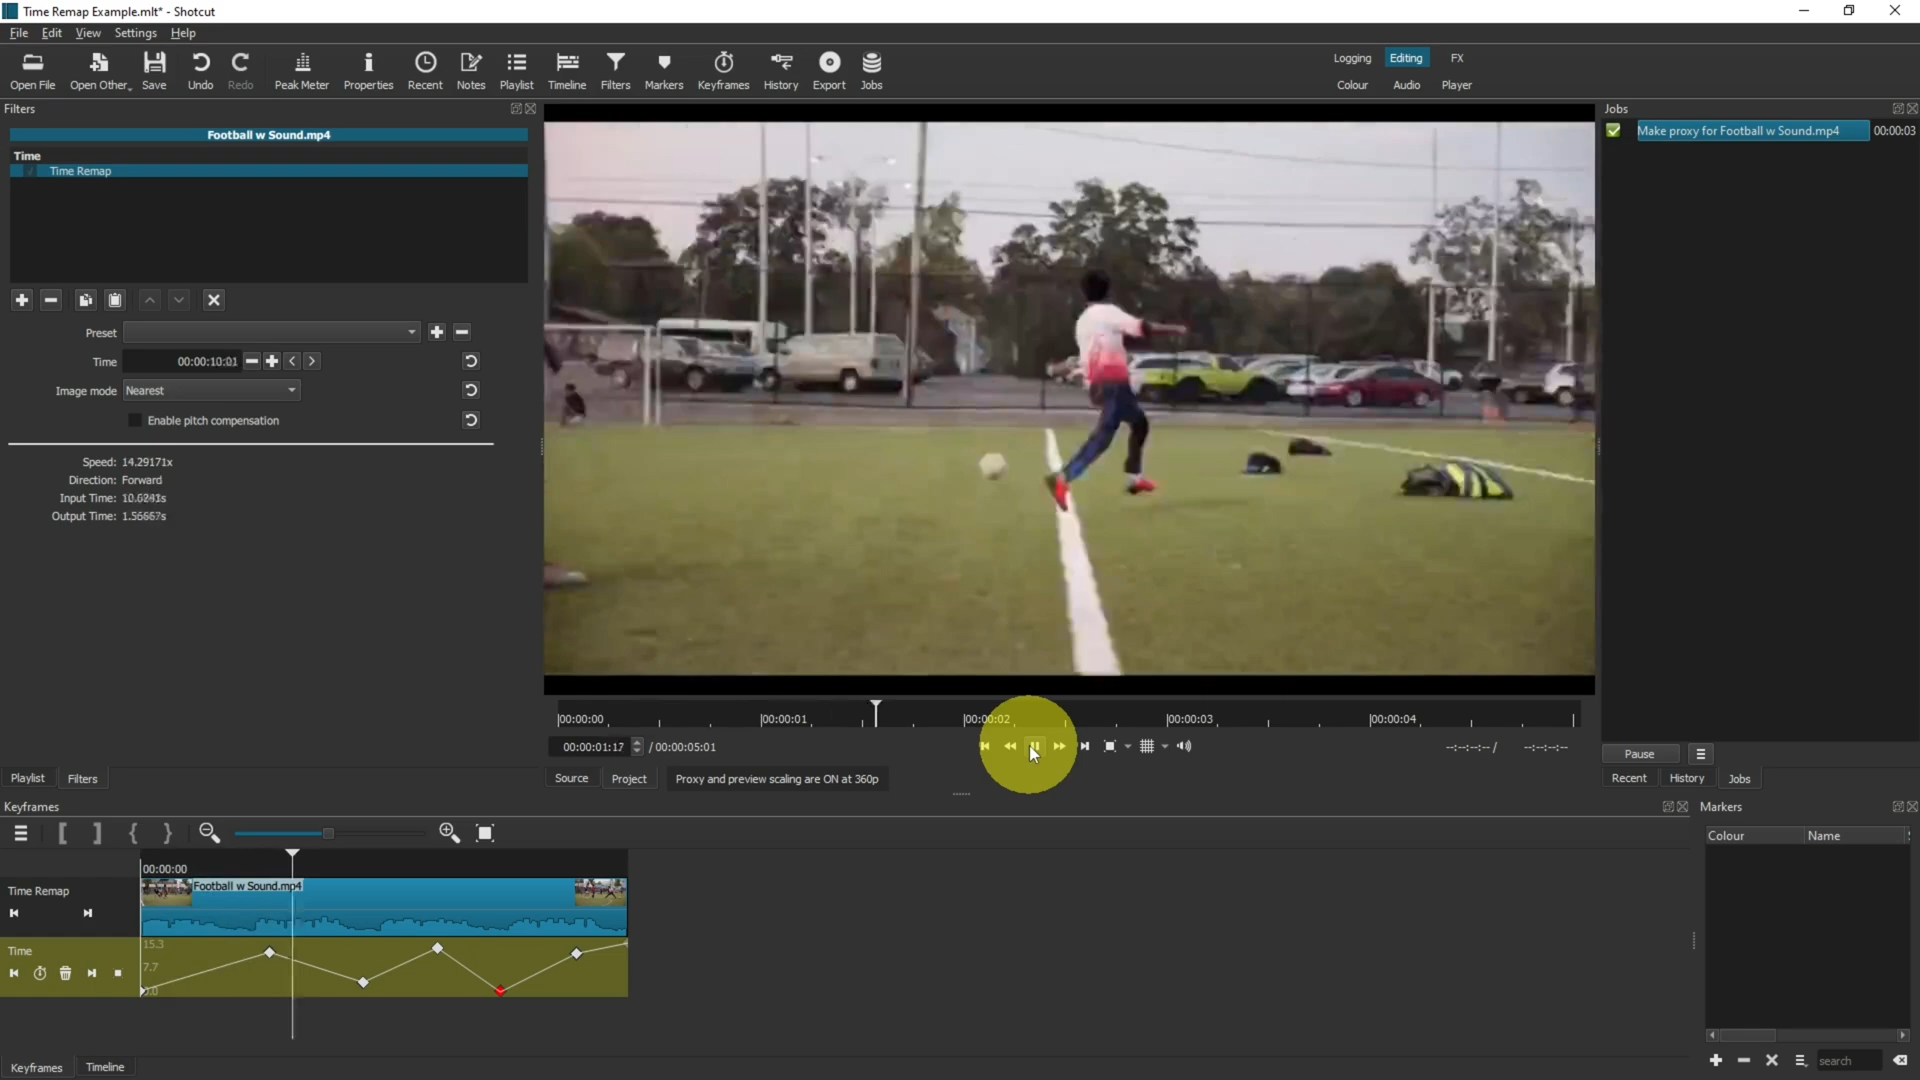 Time Remap Example.mlt* - Shotcut
File Edit View Settings Help
Open File Open Other Save Undo Redo Peak Meter Properties Recent Notes Playlist Timeline Filters Markers Keyframes History Export Jobs
Logging Editing FX
Colour Audio Player
Filters
Football w Sound.mp4
Time
Time Remap
Preset
Time 00:00:10:01
Image mode Nearest
Enable pitch compensation
Speed: 14.29171x
Direction: Forward
Input Time: 10.6241s
Output Time: 1.56667s
Jobs
Make proxy for Football w Sound.mp4 00:00:03
00:00:00 00:00:01 00:00:02 00:00:03 00:00:04
00:00:01:17 / 00:00:05:01 --:--:--:-- / --:--:--:--
Pause
Playlist Filters
Source Project Proxy and preview scaling are ON at 360p
Recent History Jobs
Keyframes
Markers
Colour Name
00:00:00
Time Remap
Football w Sound.mp4
Time
15.3
7.7
0.0
Keyframes Timeline
search